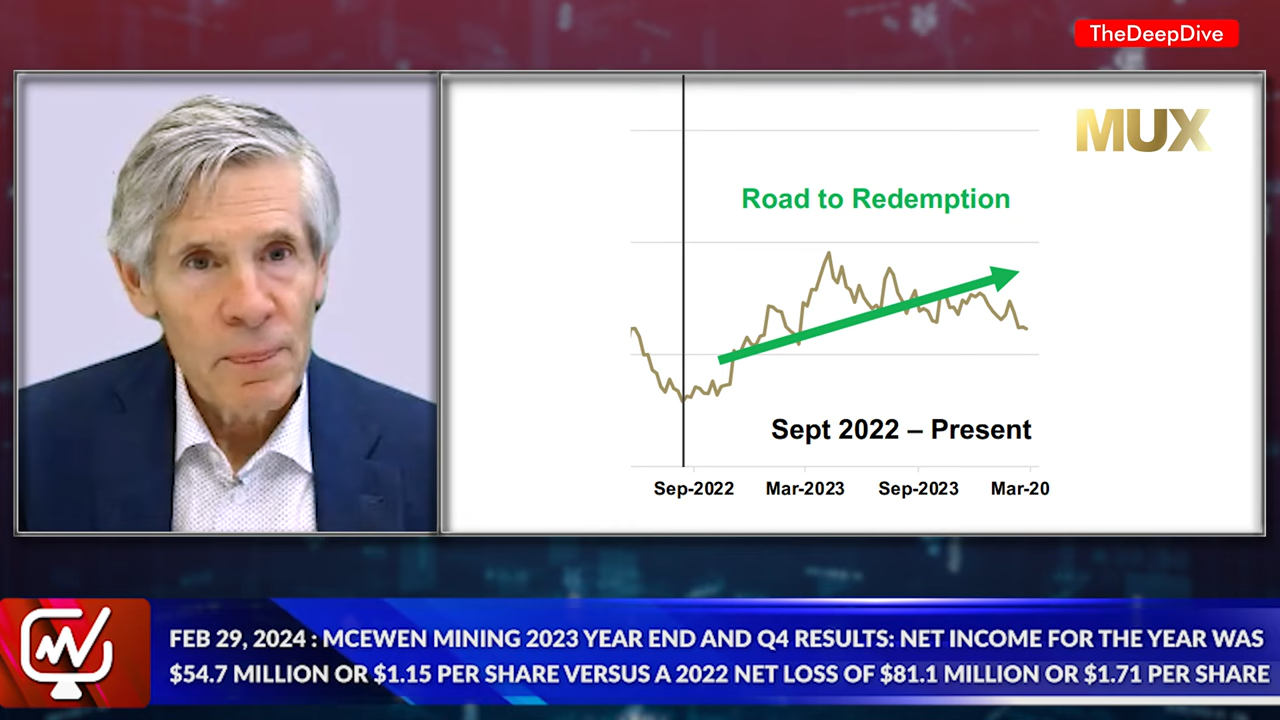 TheDeepDive
MUX
Road to Redemption
Sept 2022 – Present
Sep-2022 Mar-2023 Sep-2023 Mar-20
FEB 29, 2024 : MCEWEN MINING 2023 YEAR END AND Q4 RESULTS: NET INCOME FOR THE YEAR WAS
$54.7 MILLION OR $1.15 PER SHARE VERSUS A 2022 NET LOSS OF $81.1 MILLION OR $1.71 PER SHARE